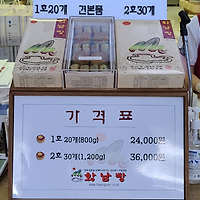 1호20개 견본품 2호30개
가격표
1호 20개(800g) 24,000원
2호 30개(1,200g) 36,000원
화남빵